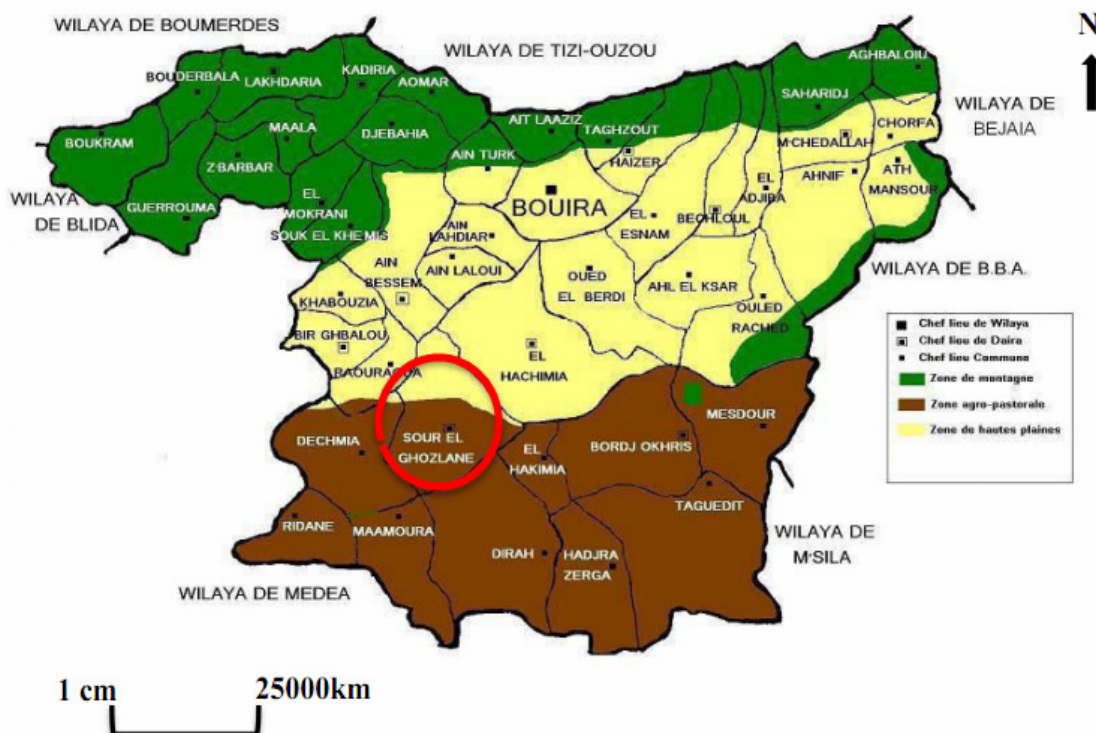 WILAYA DE BOUMERDES
N
WILAYA DE TIZI-OUZOU
AGHBALOIU
BOUDERBALA
LAKHDARIA
KADIRIA
AOMAR
SAHARIDJ
WILAYA DE
BEJAIA
BOUKRAM
MAALA
DJEBAHIA
AIT LAAZIZ
TAGHZOUT
M'CHEDALLAH
CHORFA
Z'BARBAR
AIN TURK
HAIZER
AHNIF
ATH
MANSOUR
WILAYA
DE BLIDA
GUERROUMA
EL
MOKRANI
SOUK EL KHEMIS
BOUIRA
EL
ESNAM
BECHLOUL
EL
ADJIBA
AIN
LAHDIAR
AIN LALOUI
AIN
BESSEM
OUED
EL BERDI
AHL EL KSAR
WILAYA DE B.B.A.
KHABOUZIA
OULED
RACHED
BIR GHBALOU
RAOURAOUA
EL
HACHIMIA
Chef lieu de Wilaya
Chef lieu de Daira
Chef lieu Commune
Zone de montagne
Zone agro-pastorale
Zone de hautes plaines
DECHMIA
SOUR EL
GHOZLANE
EL
HAKIMIA
BORDJ OKHRIS
MESDOUR
TAGUEDIT
RIDANE
MAAMOURA
DIRAH
HADJRA
ZERGA
WILAYA DE
M'SILA
WILAYA DE MEDEA
1 cm
25000km